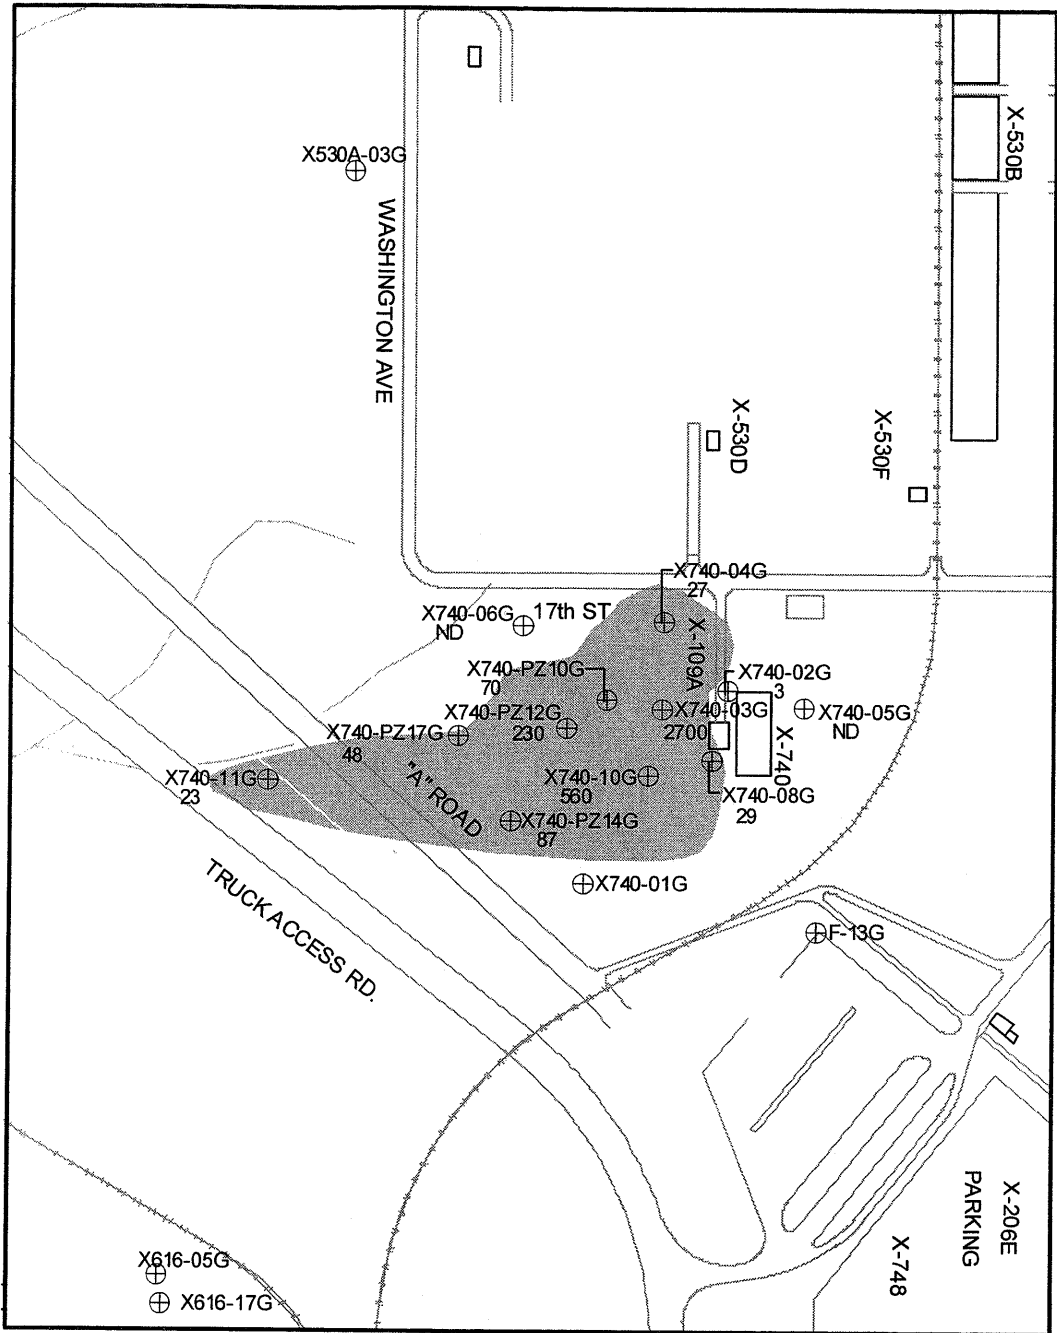 X-530B
X530A-03G
WASHINGTON AVE
X-530D
X-530F
X740-04G
27
X740-06G
ND
17th ST
X-109A
X740-PZ10G
70
X740-02G
3
X740-03G
2700
X740-05G
ND
X740-PZ12G
230
X740-PZ17G
48
X-740
X740-11G
23
"A" ROAD
X740-10G
560
X740-08G
29
X740-PZ14G
87
X740-01G
TRUCK ACCESS RD.
F-13G
X-206E
PARKING
X-748
X616-05G
X616-17G